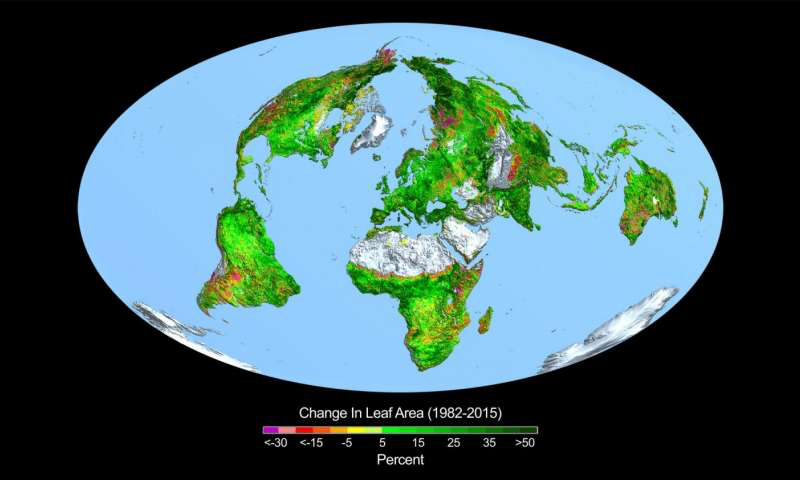 Change In Leaf Area (1982-2015)
<-30 <-15 -5 5 15 25 35 >50
Percent